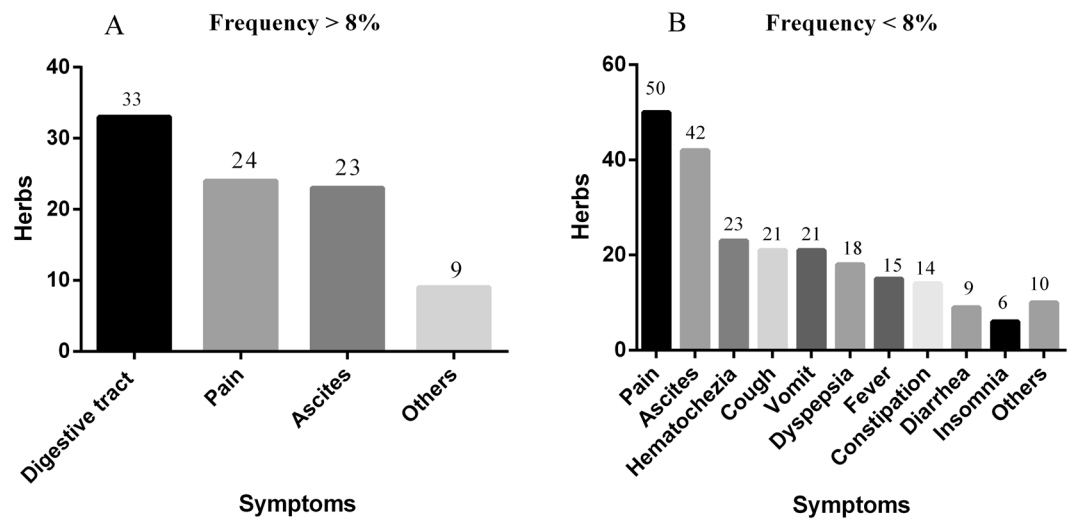 A
Frequency > 8%
40
30
20
10
0
Herbs
33
24
23
9
Digestive tract
Pain
Ascites
Others
Symptoms
B
Frequency < 8%
60
40
20
0
Herbs
50
42
23
21
21
18
15
14
9
6
10
Pain
Ascites
Hematochezia
Cough
Vomit
Dyspepsia
Fever
Constipation
Diarrhea
Insomnia
Others
Symptoms